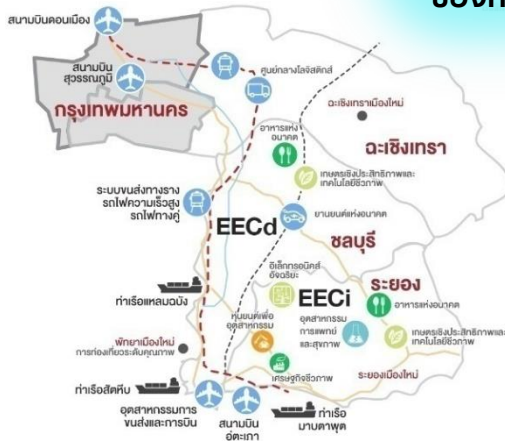 สนามบินดอนเมือง
สนามบิน
สุวรรณภูมิ
กรุงเทพมหานคร
ศูนย์กลางโลจิสติกส์
ฉะเชิงเทราเมืองใหม่
ฉะเชิงเทรา
อาหารแห่ง
อนาคต
เกษตรเชิงประสิทธิภาพและ
เทคโนโลยีชีวภาพ
ระบบขนส่งทางราง
รถไฟความเร็วสูง
รถไฟทางคู่
EECd
ยานยนต์แห่งอนาคต
ชลบุรี
อิเล็กทรอนิคส์
อัจฉริยะ
EECi
ระยอง
อาหารแห่งอนาคต
ท่าเรือแหลมฉบัง
หุ่นยนต์เพื่อ
อุตสาหกรรม
อุตสาหกรรม
การแพทย์
และสุขภาพ
เกษตรเชิงประสิทธิภาพและ
เทคโนโลยีชีวภาพ
พัทยาเมืองใหม่
การท่องเที่ยวระดับคุณภาพ
เศรษฐกิจชีวภาพ
ระยองเมืองใหม่
ท่าเรือสัตหีบ
อุตสาหกรรมการ
ขนส่งและการบิน
สนามบิน
อู่ตะเภา
ท่าเรือ
มาบตาพุด